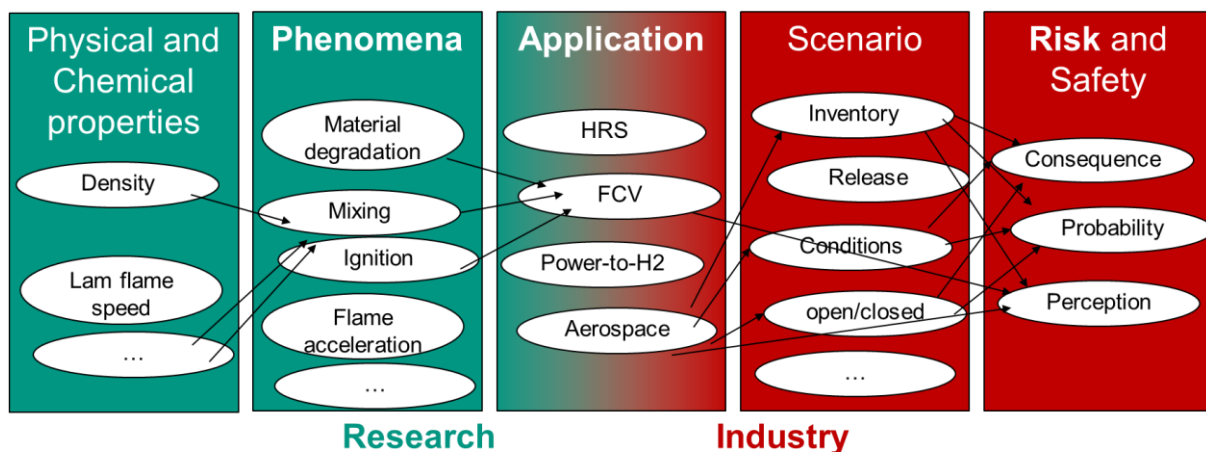 Physical and
Chemical
properties
Density
Lam flame
speed
…
Phenomena
Material
degradation
Mixing
Ignition
Flame
acceleration
…
Application
HRS
FCV
Power-to-H2
Aerospace
Scenario
Inventory
Release
Conditions
open/closed
…
Risk and
Safety
Consequence
Probability
Perception
Research
Industry